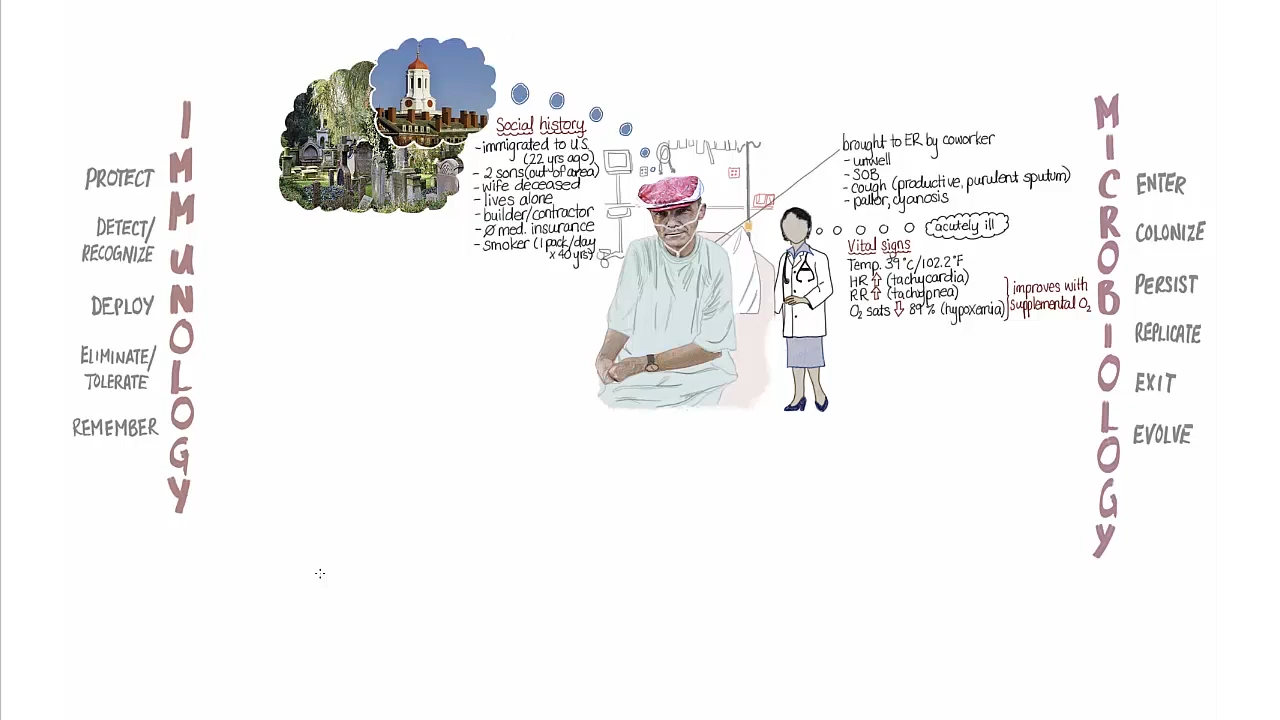 IMMUNOLOGY
PROTECT
DETECT/
RECOGNIZE
DEPLOY
ELIMINATE/
TOLERATE
REMEMBER
Social history
-immigrated to U.S.
(22 yrs ago)
-2 sons (out of area)
-wife deceased
-lives alone
-builder/contractor
-Ø med. insurance
-smoker (1 pack/day
x 40 yrs)
brought to ER by coworker
- unwell
- SOB
- cough (productive, purulent sputum)
- pallor, cyanosis
acutely ill
Vital signs
Temp. 39°C/102.2°F
HR ⇧ (tachycardia)
RR ⇧ (tachypnea)
O₂ sats ⇩ 89% (hypoxemia)
improves with
supplemental O₂
MICROBIOLOGY
ENTER
COLONIZE
PERSIST
REPLICATE
EXIT
EVOLVE